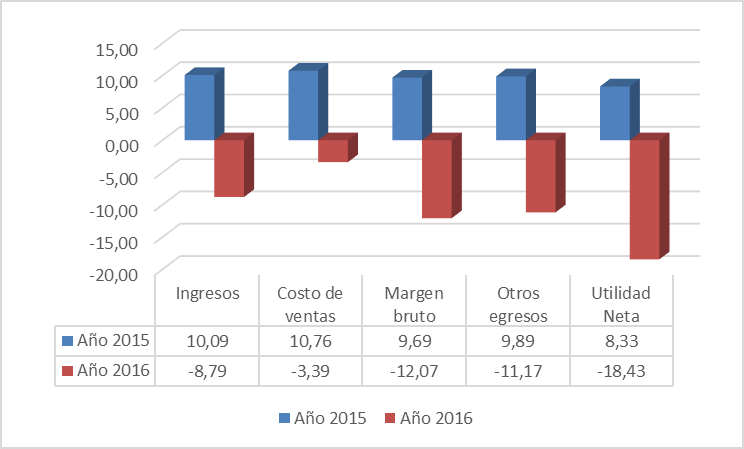 15,00
10,00
5,00
0,00
-5,00
-10,00
-15,00
-20,00
Ingresos
Costo de
ventas
Margen
bruto
Otros
egresos
Utilidad
Neta
Año 2015 10,09 10,76 9,69 9,89 8,33
Año 2016 -8,79 -3,39 -12,07 -11,17 -18,43
Año 2015 Año 2016